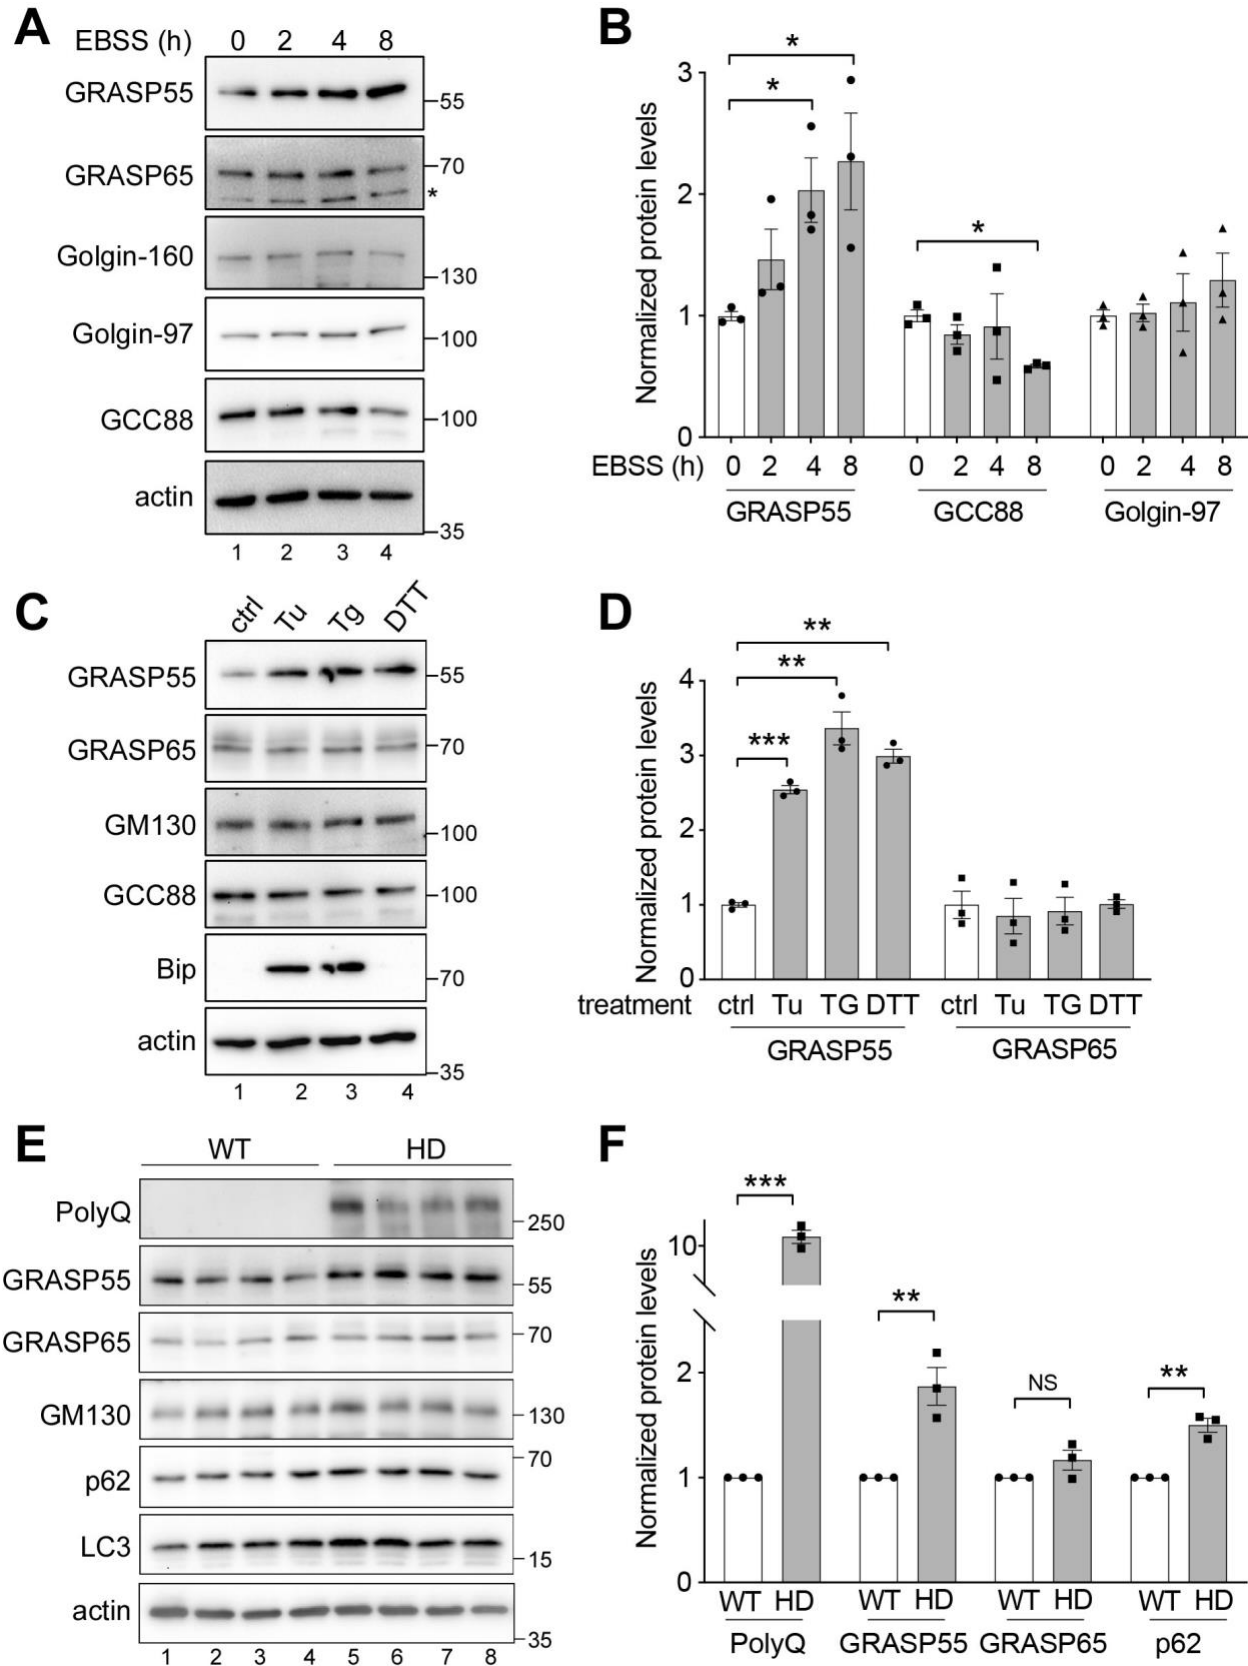 A
EBSS (h) 0 2 4 8
GRASP55
55
GRASP65
70
*
Golgin-160
130
Golgin-97
100
GCC88
100
actin
35
1 2 3 4
B
Normalized protein levels
3
2
1
0
*
*
*
EBSS (h) 0 2 4 8 0 2 4 8 0 2 4 8
GRASP55 GCC88 Golgin-97
C
ctrl Tu Tg DTT
GRASP55
55
GRASP65
70
GM130
100
GCC88
100
Bip
70
actin
35
1 2 3 4
D
Normalized protein levels
4
3
2
1
0
**
**
***
treatment ctrl Tu TG DTT ctrl Tu TG DTT
GRASP55 GRASP65
E
WT HD
PolyQ
250
GRASP55
55
GRASP65
70
GM130
130
p62
70
LC3
15
actin
35
1 2 3 4 5 6 7 8
F
Normalized protein levels
10
2
1
0
***
**
NS
**
WT HD WT HD WT HD WT HD
PolyQ GRASP55 GRASP65 p62